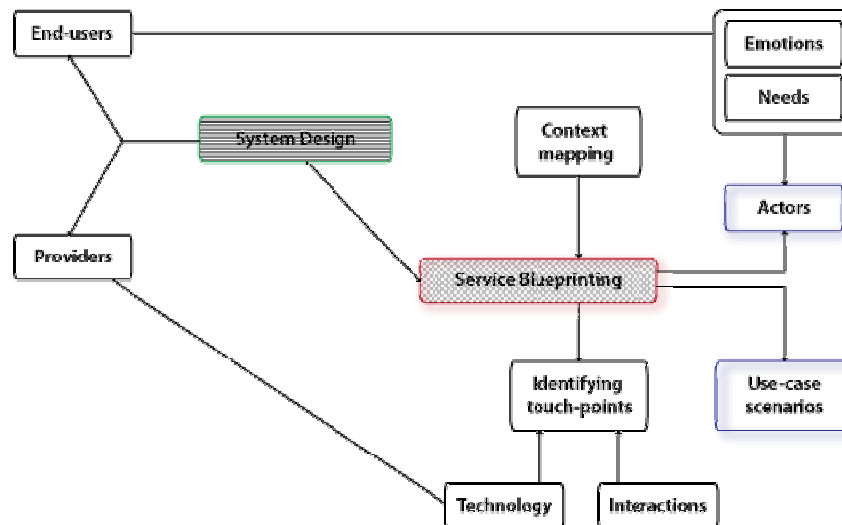 End-users
Emotions
Needs
System Design
Context
mapping
Actors
Providers
Service Blueprinting
Identifying
touch-points
Use-case
scenarios
Technology
Interactions